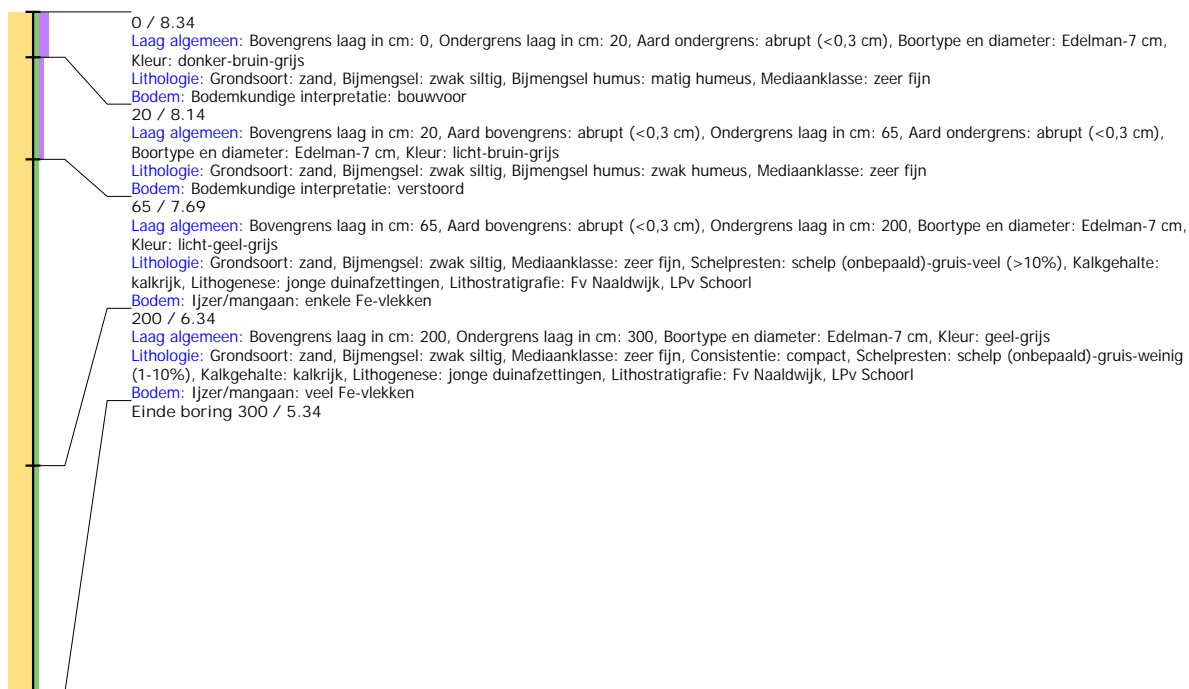 0 / 8.34
Laag algemeen: Bovengrens laag in cm: 0, Ondergrens laag in cm: 20, Aard ondergrens: abrupt (<0,3 cm), Boortype en diameter: Edelman-7 cm,
Kleur: donker-bruin-grijs
Lithologie: Grondsoort: zand, Bijmengsel: zwak siltig, Bijmengsel humus: matig humeus, Mediaanklasse: zeer fijn
Bodem: Bodemkundige interpretatie: bouwvoor
20 / 8.14
Laag algemeen: Bovengrens laag in cm: 20, Aard bovengrens: abrupt (<0,3 cm), Ondergrens laag in cm: 65, Aard ondergrens: abrupt (<0,3 cm),
Boortype en diameter: Edelman-7 cm, Kleur: licht-bruin-grijs
Lithologie: Grondsoort: zand, Bijmengsel: zwak siltig, Bijmengsel humus: zwak humeus, Mediaanklasse: zeer fijn
Bodem: Bodemkundige interpretatie: verstoord
65 / 7.69
Laag algemeen: Bovengrens laag in cm: 65, Aard bovengrens: abrupt (<0,3 cm), Ondergrens laag in cm: 200, Boortype en diameter: Edelman-7 cm,
Kleur: licht-geel-grijs
Lithologie: Grondsoort: zand, Bijmengsel: zwak siltig, Mediaanklasse: zeer fijn, Schelpresten: schelp (onbepaald)-gruis-veel (>10%), Kalkgehalte:
kalkrijk, Lithogenese: jonge duinafzettingen, Lithostratigrafie: Fv Naaldwijk, LPv Schoorl
Bodem: Ijzer/mangaan: enkele Fe-vlekken
200 / 6.34
Laag algemeen: Bovengrens laag in cm: 200, Ondergrens laag in cm: 300, Boortype en diameter: Edelman-7 cm, Kleur: geel-grijs
Lithologie: Grondsoort: zand, Bijmengsel: zwak siltig, Mediaanklasse: zeer fijn, Consistentie: compact, Schelpresten: schelp (onbepaald)-gruis-weinig
(1-10%), Kalkgehalte: kalkrijk, Lithogenese: jonge duinafzettingen, Lithostratigrafie: Fv Naaldwijk, LPv Schoorl
Bodem: Ijzer/mangaan: veel Fe-vlekken
Einde boring 300 / 5.34